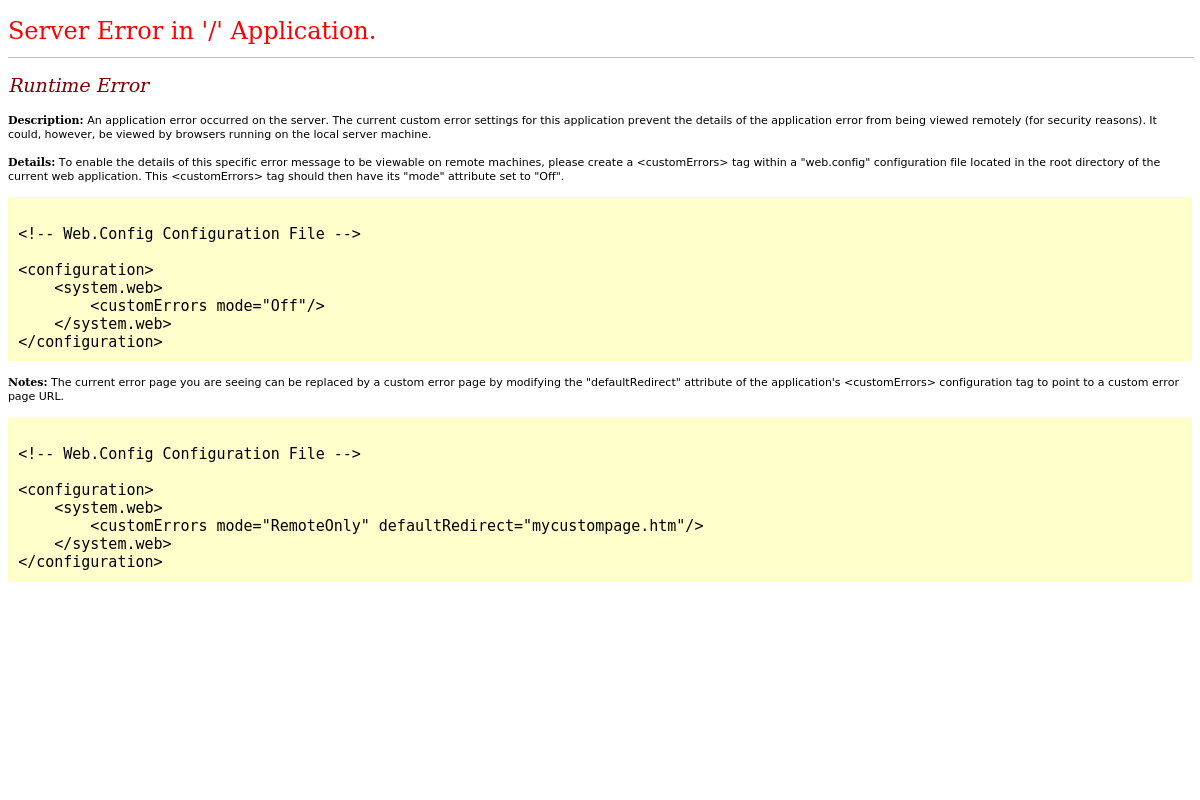 Server Error in '/' Application.
Runtime Error
Description: An application error occurred on the server. The current custom error settings for this application prevent the details of the application error from being viewed remotely (for security reasons). It
could, however, be viewed by browsers running on the local server machine.
Details: To enable the details of this specific error message to be viewable on remote machines, please create a <customErrors> tag within a "web.config" configuration file located in the root directory of the
current web application. This <customErrors> tag should then have its "mode" attribute set to "Off".
<!-- Web.Config Configuration File -->
<configuration>
    <system.web>
        <customErrors mode="Off"/>
    </system.web>
</configuration>
Notes: The current error page you are seeing can be replaced by a custom error page by modifying the "defaultRedirect" attribute of the application's <customErrors> configuration tag to point to a custom error
page URL.
<!-- Web.Config Configuration File -->
<configuration>
    <system.web>
        <customErrors mode="RemoteOnly" defaultRedirect="mycustompage.htm"/>
    </system.web>
</configuration>